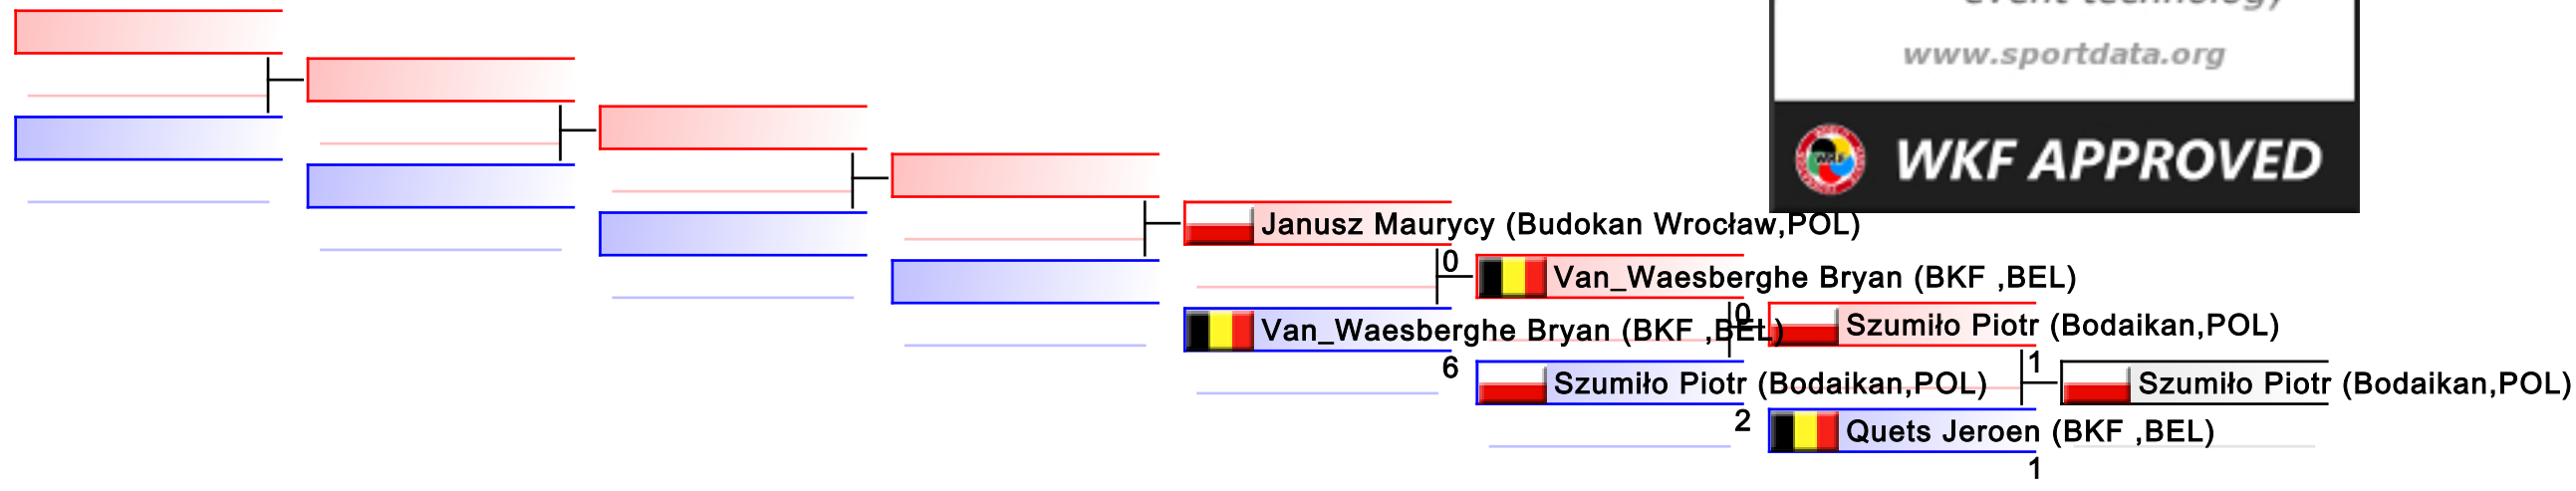 event technology
www.sportdata.org
WKF APPROVED
Janusz Maurycy (Budokan Wrocław,POL)
0
Van_Waesberghe Bryan (BKF ,BEL)
0
Szumiło Piotr (Bodaikan,POL)
Van_Waesberghe Bryan (BKF ,BEL)
6
1
Szumiło Piotr (Bodaikan,POL)
Szumiło Piotr (Bodaikan,POL)
2
Quets Jeroen (BKF ,BEL)
1